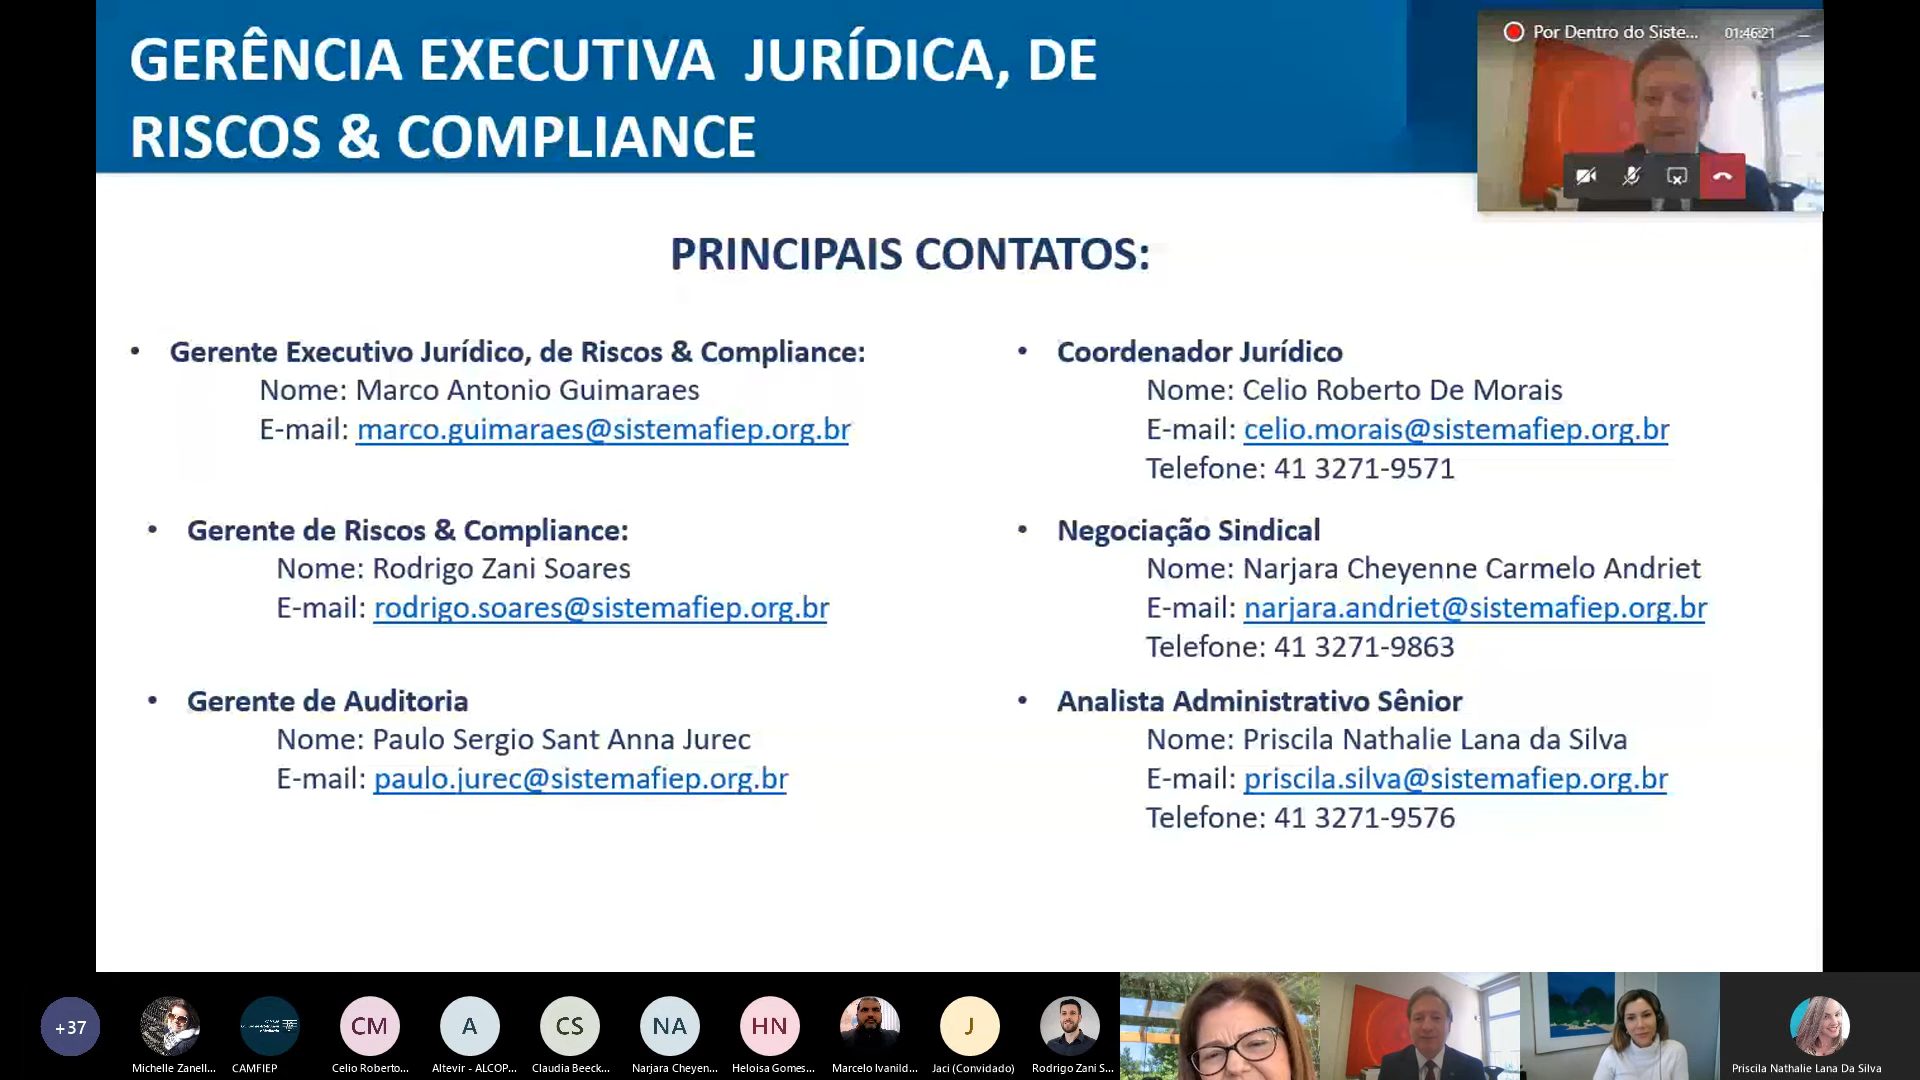 GERÊNCIA EXECUTIVA JURÍDICA, DE
RISCOS & COMPLIANCE
Por Dentro do Siste...
01:46:21
PRINCIPAIS CONTATOS:
• Gerente Executivo Jurídico, de Riscos & Compliance:
Nome: Marco Antonio Guimaraes
E-mail: marco.guimaraes@sistemafiep.org.br
• Gerente de Riscos & Compliance:
Nome: Rodrigo Zani Soares
E-mail: rodrigo.soares@sistemafiep.org.br
• Gerente de Auditoria
Nome: Paulo Sergio Sant Anna Jurec
E-mail: paulo.jurec@sistemafiep.org.br
• Coordenador Jurídico
Nome: Celio Roberto De Morais
E-mail: celio.morais@sistemafiep.org.br
Telefone: 41 3271-9571
• Negociação Sindical
Nome: Narjara Cheyenne Carmelo Andriet
E-mail: narjara.andriet@sistemafiep.org.br
Telefone: 41 3271-9863
• Analista Administrativo Sênior
Nome: Priscila Nathalie Lana da Silva
E-mail: priscila.silva@sistemafiep.org.br
Telefone: 41 3271-9576
+37
Michelle Zanell...
CAMFIEP
CM
Celio Roberto...
A
Altevir - ALCOP...
CS
Claudia Beeck...
NA
Narjara Cheyen...
HN
Heloisa Gomes...
Marcelo Ivanild...
J
Jaci (Convidado)
Rodrigo Zani S...
Priscila Nathalie Lana Da Silva